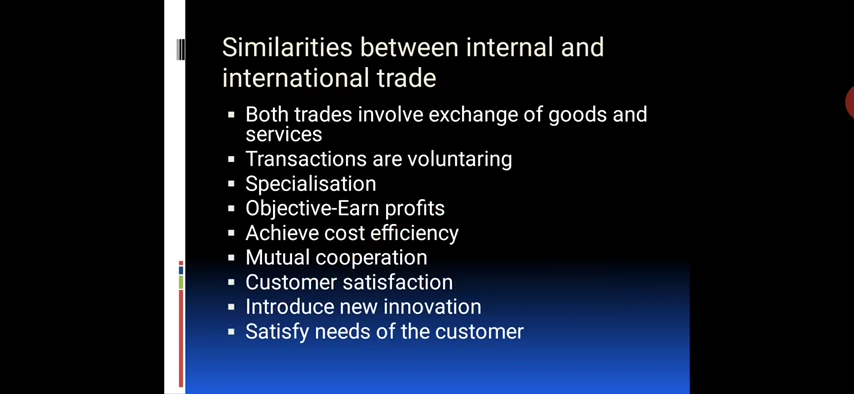 Similarities between internal and
international trade
▪ Both trades involve exchange of goods and
services
▪ Transactions are voluntaring
▪ Specialisation
▪ Objective-Earn profits
▪ Achieve cost efficiency
▪ Mutual cooperation
▪ Customer satisfaction
▪ Introduce new innovation
▪ Satisfy needs of the customer